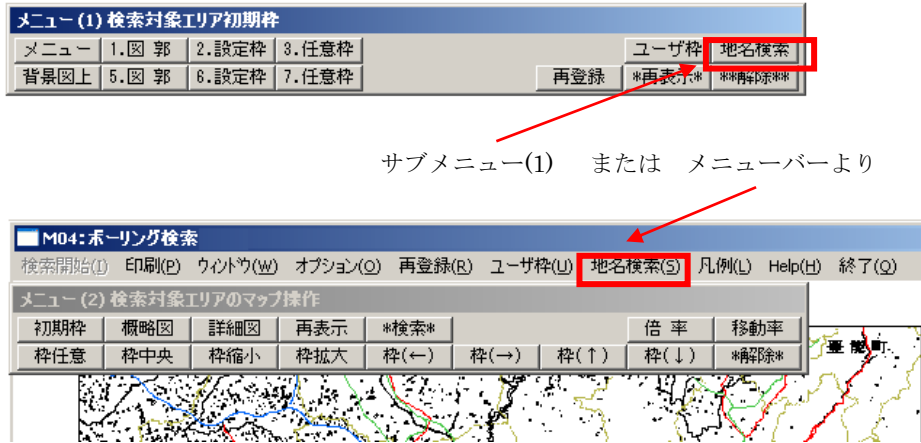 メニュー(1)検索対象エリア初期枠
メニュー 1.図 郭 2.設定枠 3.任意枠 ユーザ枠 地名検索
背景図上 5.図 郭 6.設定枠 7.任意枠 再登録 *再表示* **解除**
サブメニュー(1) または メニューバーより
M04:ボーリング検索
検索開始(I) 印刷(P) ウィンドウ(W) オプション(O) 再登録(R) ユーザ枠(U) 地名検索(S) 凡例(L) Help(H) 終了(Q)
メニュー(2)検索対象エリアのマップ操作
初期枠 概略図 詳細図 再表示 *検索* 倍 率 移動率
枠任意 枠中央 枠縮小 枠拡大 枠(←) 枠(→) 枠(↑) 枠(↓) *解除*